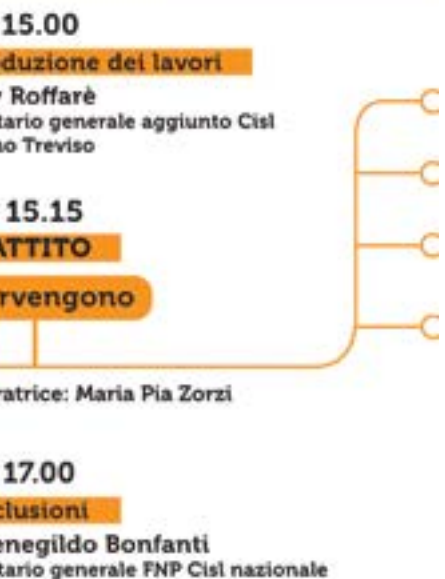 15.00
duzione dei lavori
Roffarè
tario generale aggiunto Cisl
no Treviso
15.15
ATTITO
rvengono
ratrice: Maria Pia Zorzi
17.00
clusioni
enegildo Bonfanti
tario generale FNP Cisl nazionale